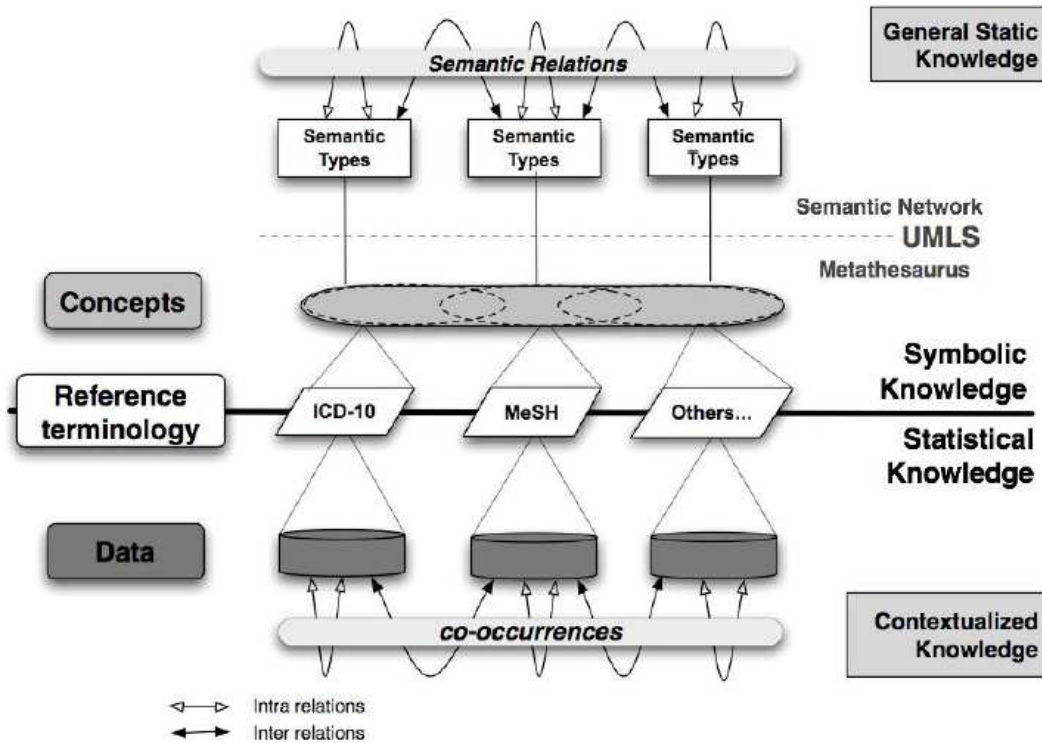 General Static
Knowledge
Semantic Relations
Semantic
Types
Semantic
Types
Semantic
Types
Semantic Network
UMLS
Metathesaurus
Concepts
Symbolic
Knowledge
Reference
terminology
ICD-10
MeSH
Others...
Statistical
Knowledge
Data
co-occurrences
Contextualized
Knowledge
Intra relations
Inter relations